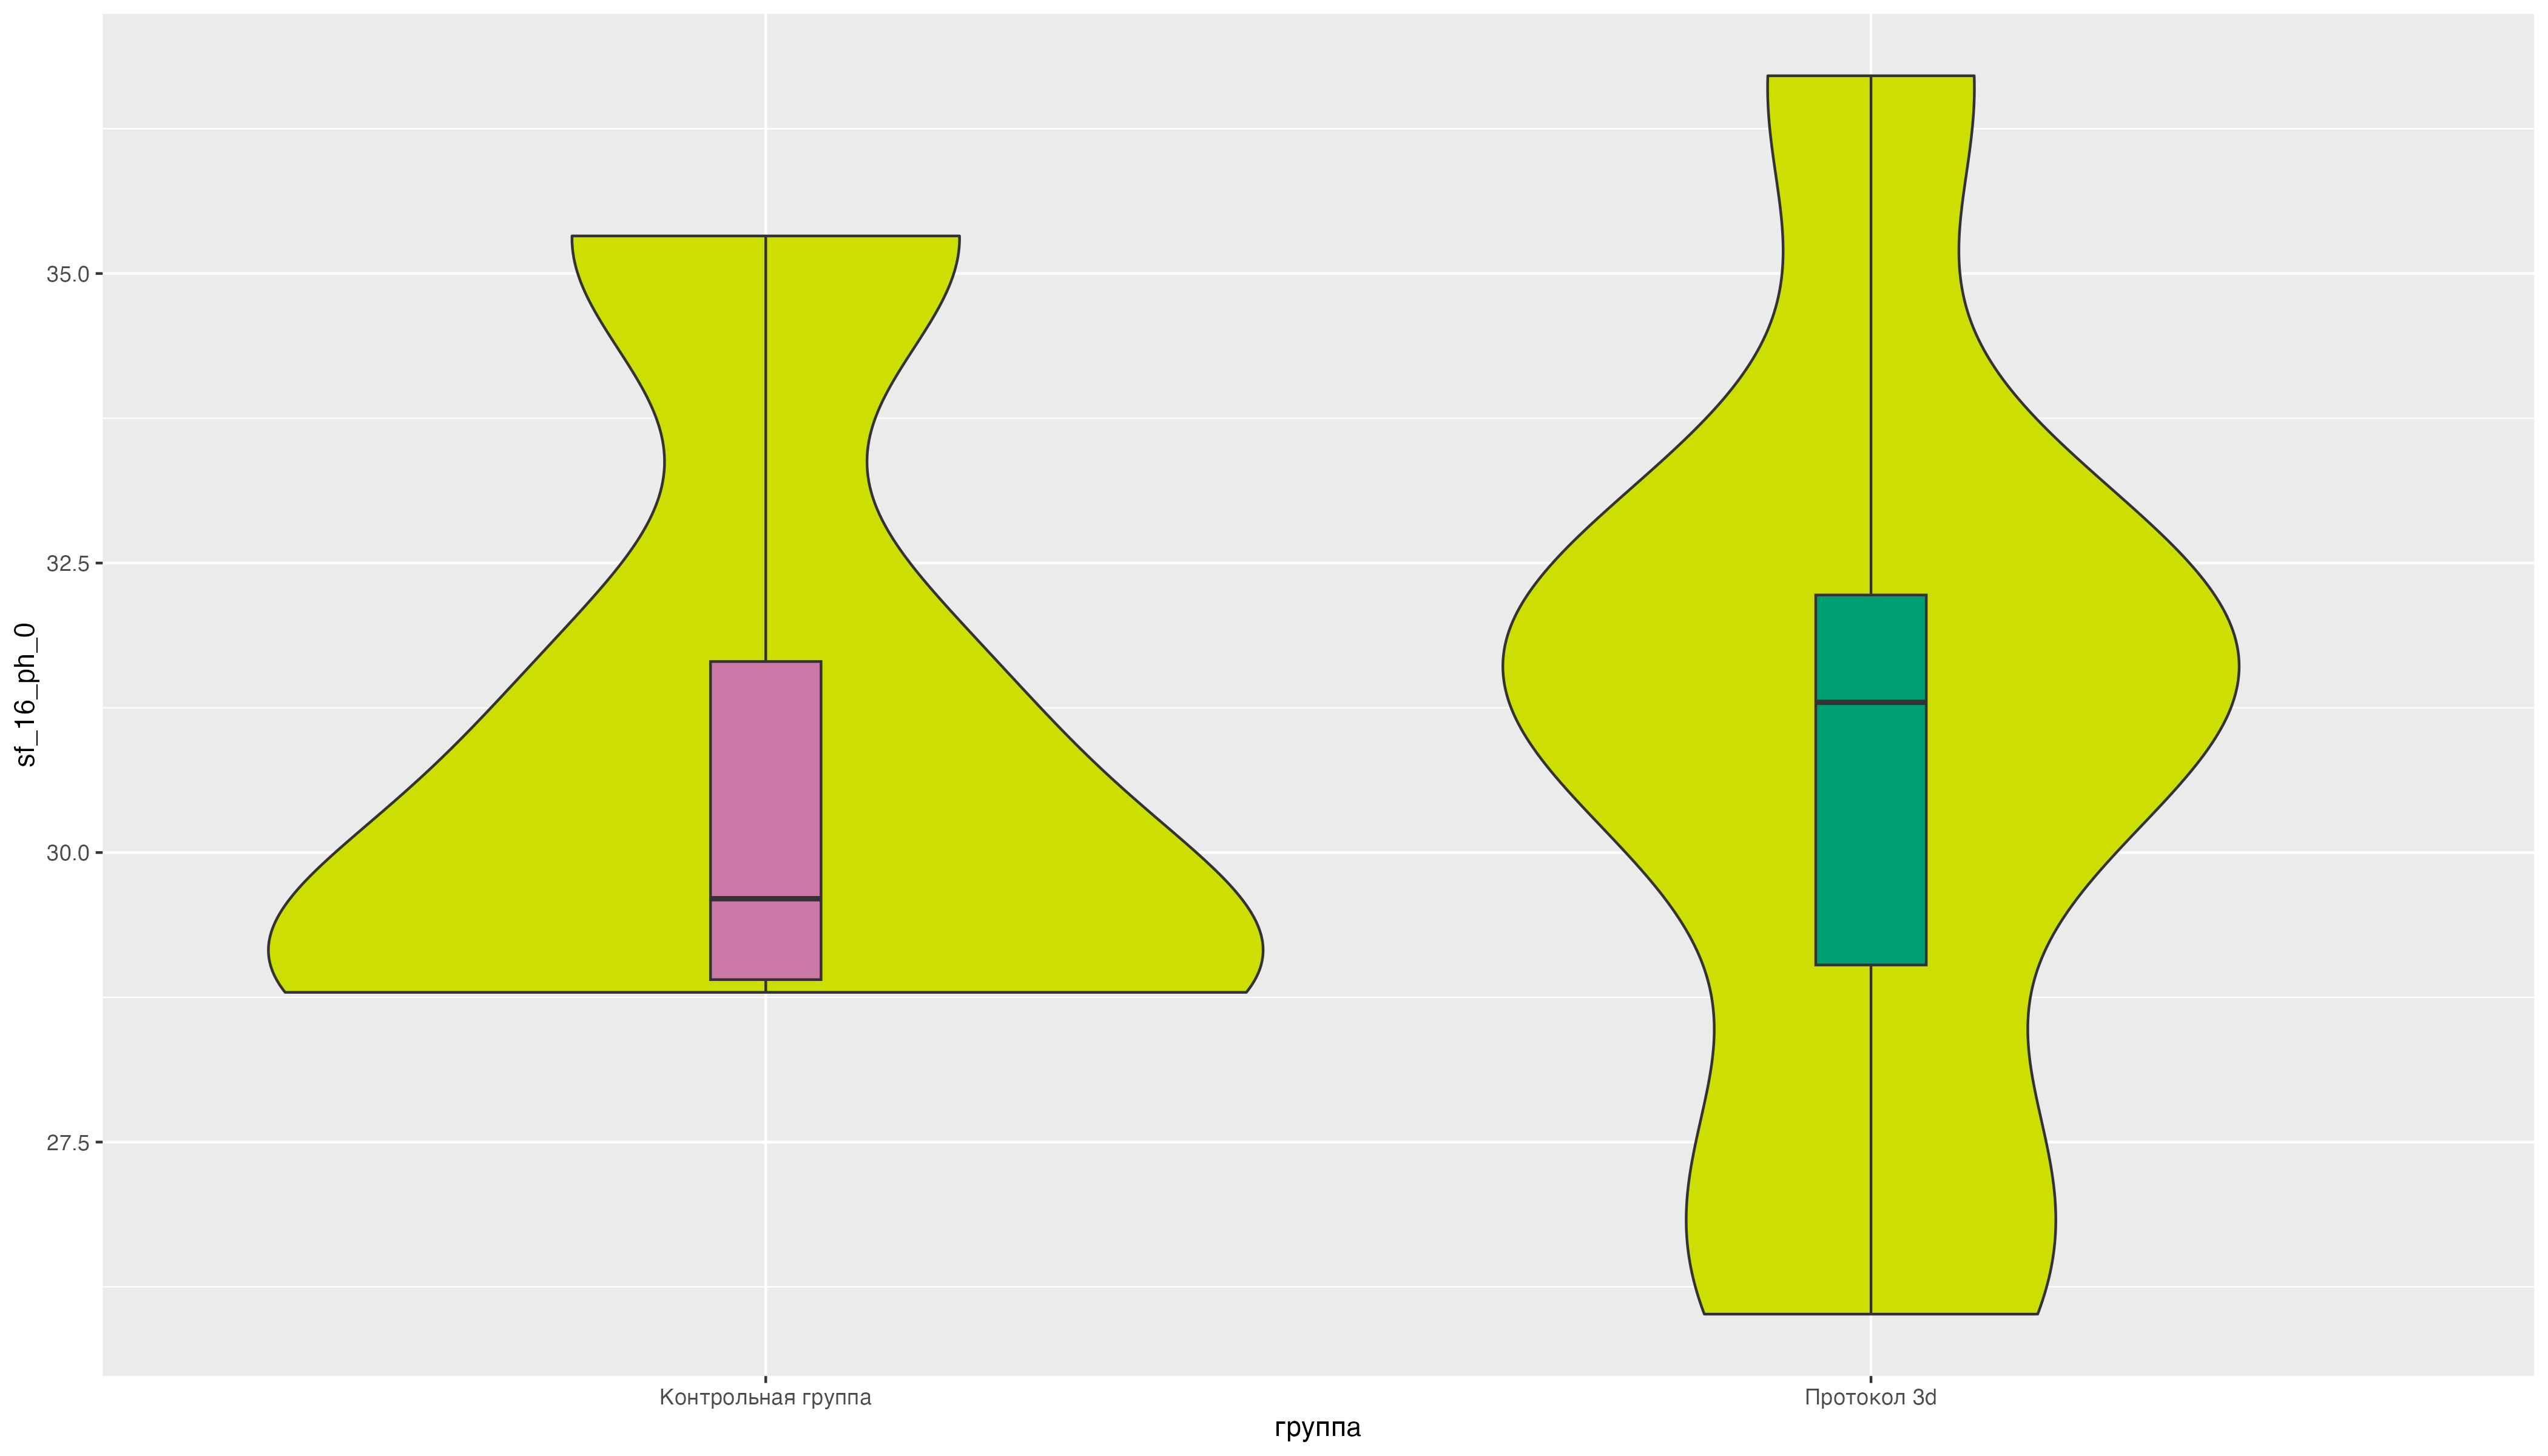 sf_16_ph_0
35.0
32.5
30.0
27.5
Контрольная группа
Протокол 3d
группа